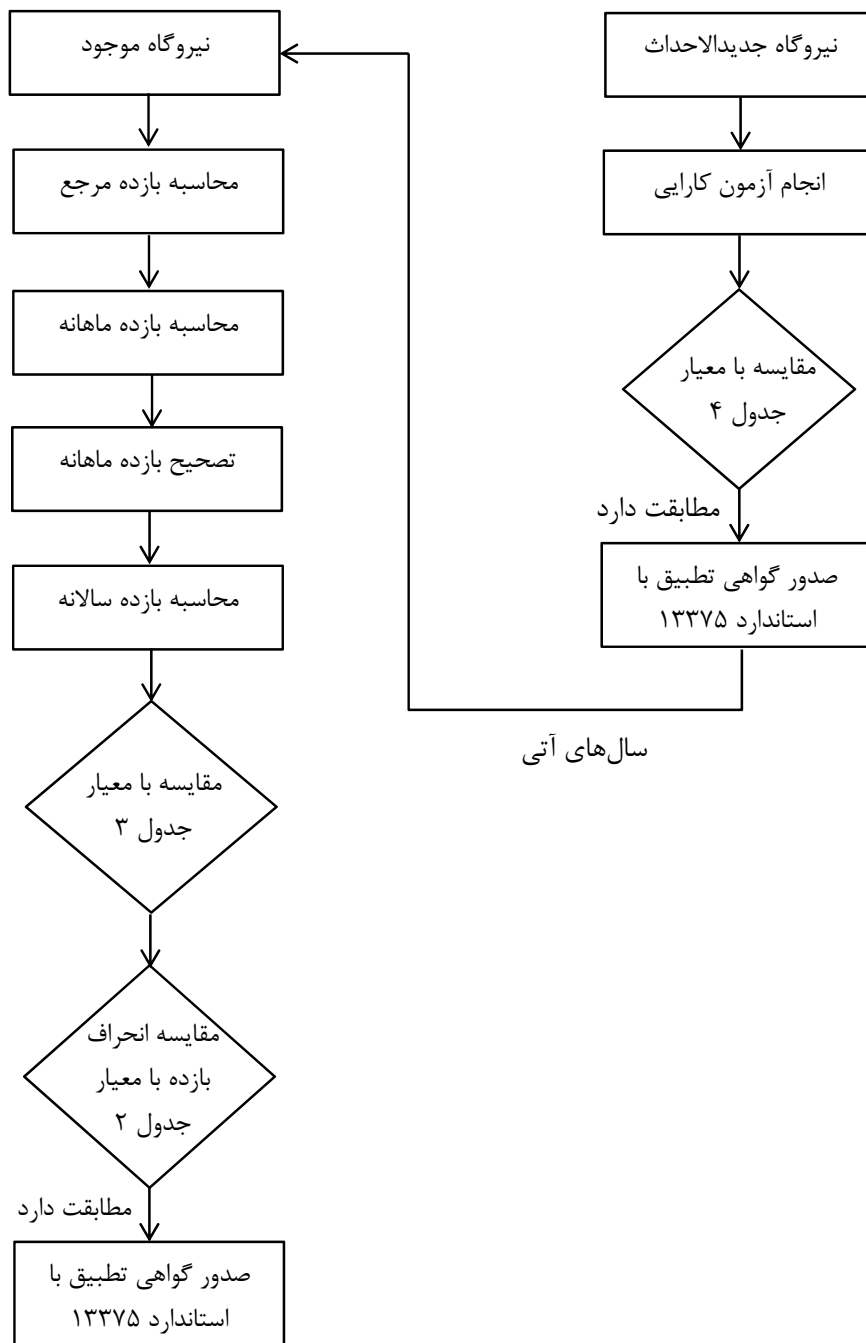 نیروگاه جدیدالاحداث
انجام آزمون کارایی
مقایسه با معیار
جدول ۴
مطابقت دارد
صدور گواهی تطبیق با
استاندارد ۱۳۳۷۵
سال‌های آتی
نیروگاه موجود
محاسبه بازده مرجع
محاسبه بازده ماهانه
تصحیح بازده ماهانه
محاسبه بازده سالانه
مقایسه با معیار
جدول ۳
مقایسه انحراف
بازده با معیار
جدول ۲
مطابقت دارد
صدور گواهی تطبیق با
استاندارد ۱۳۳۷۵